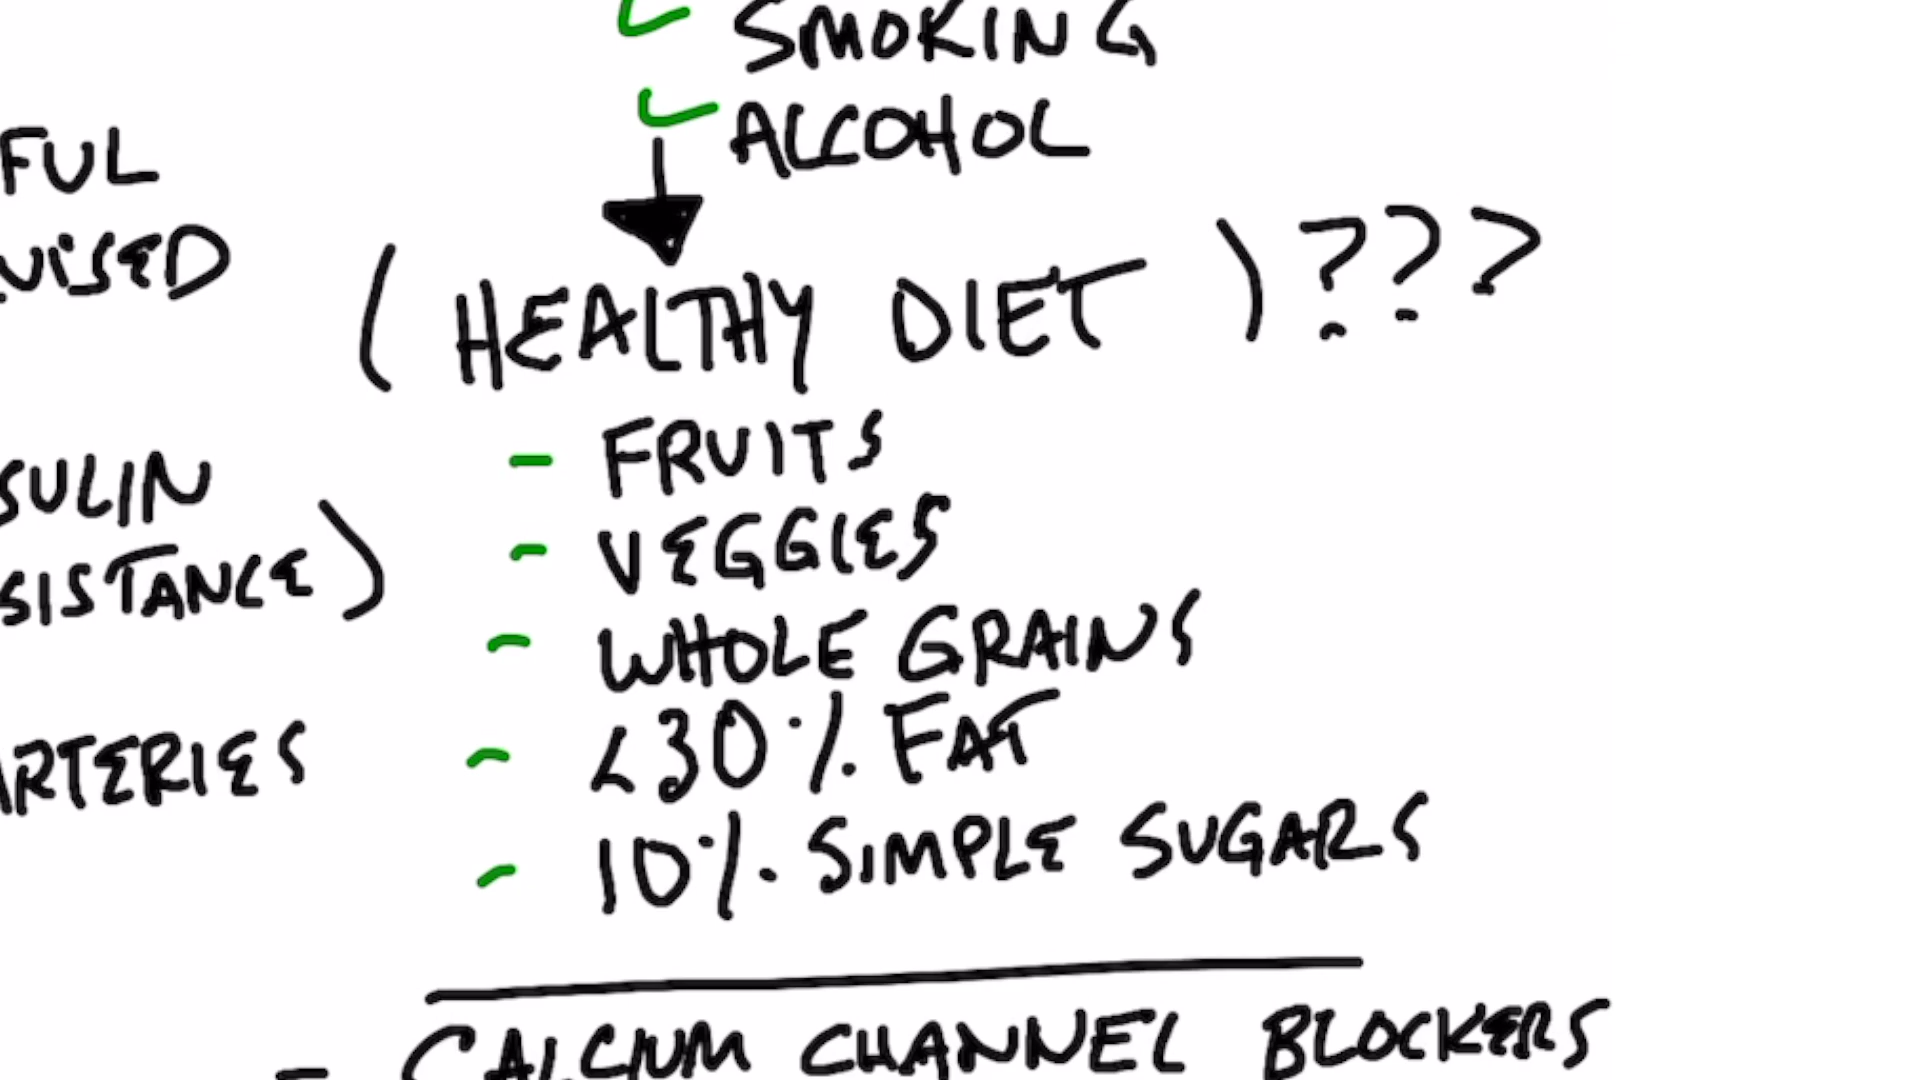 SMOKING
ALCOHOL
(HEALTHY DIET)???
- FRUITS
- VEGGIES
- WHOLE GRAINS
- <30% FAT
- 10% SIMPLE SUGARS
- CALCIUM CHANNEL BLOCKERS
FUL
SULIN
SISTANCE)
ARTERIES